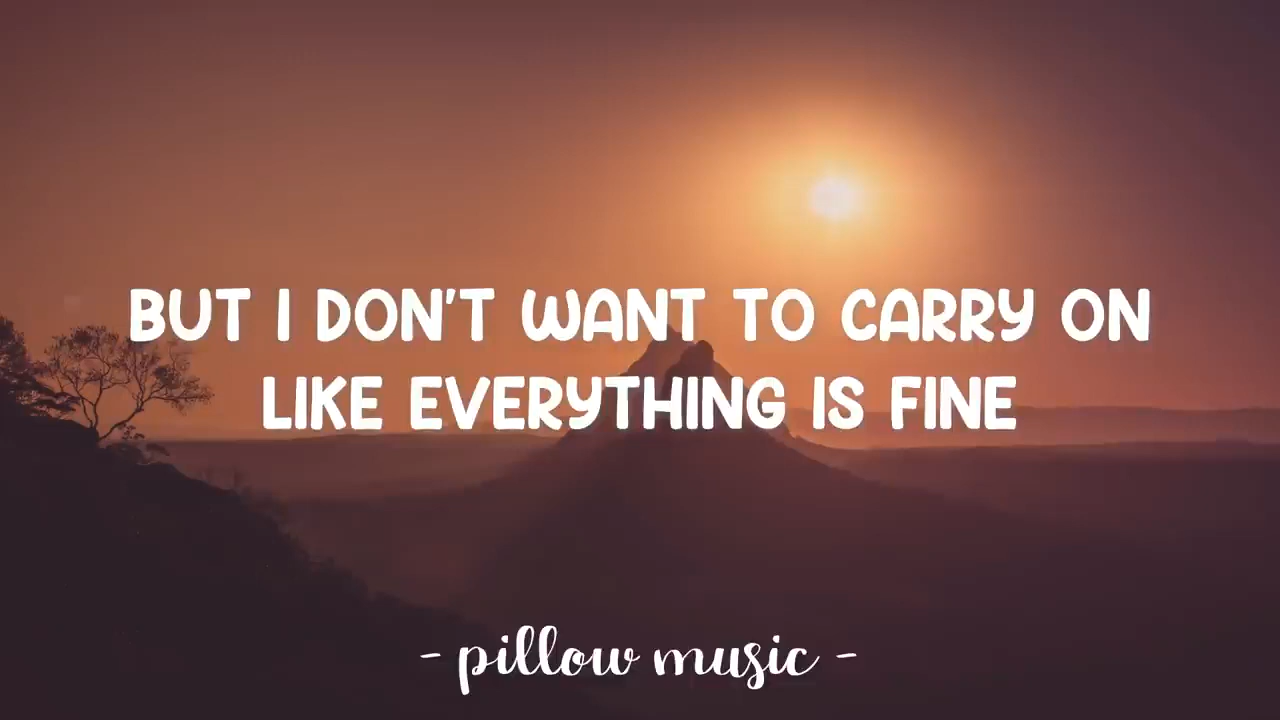 BUT I DON'T WANT TO CARRY ON
LIKE EVERYTHING IS FINE
- pillow music -